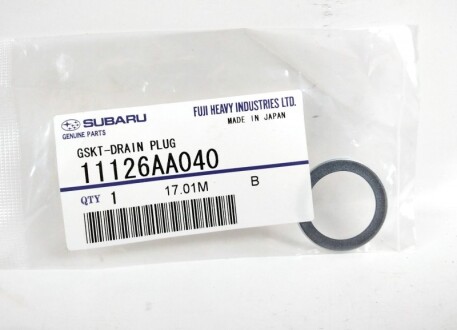 SUBARU
GENUINE PARTS
FUJI HEAVY INDUSTRIES LTD.
MADE IN JAPAN
GSKT-DRAIN PLUG
11126AA040
QTY 1 17.01M B